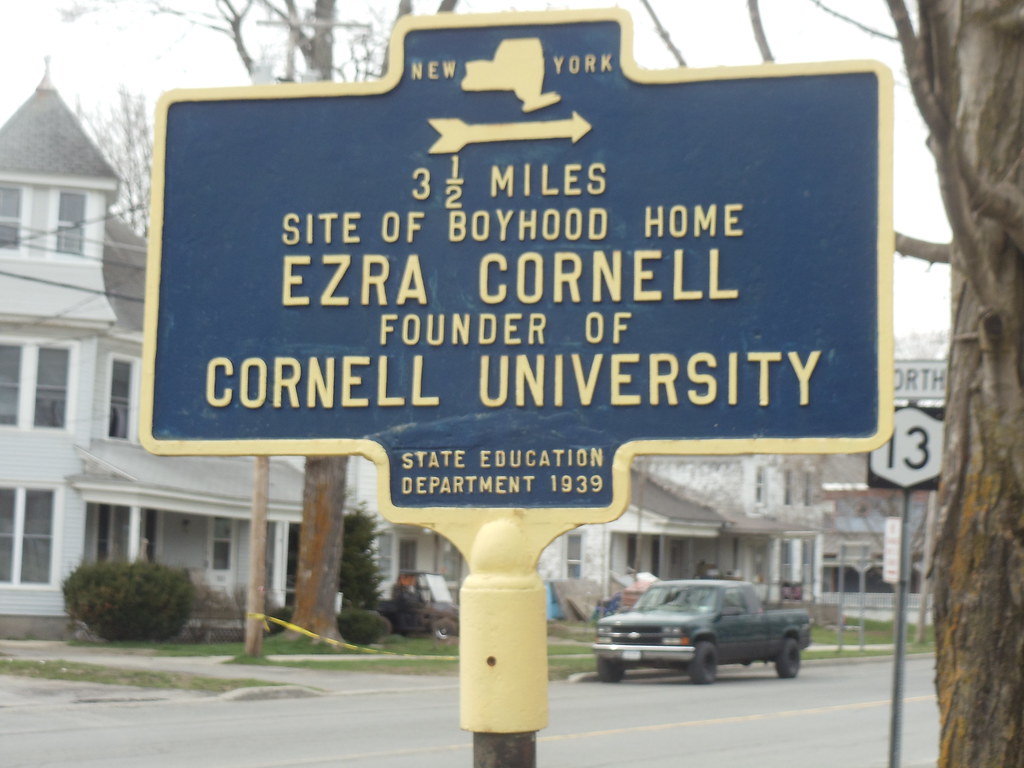 NEW YORK
3 1/2 MILES
SITE OF BOYHOOD HOME
EZRA CORNELL
FOUNDER OF
CORNELL UNIVERSITY
STATE EDUCATION
DEPARTMENT 1939
ORTH
13